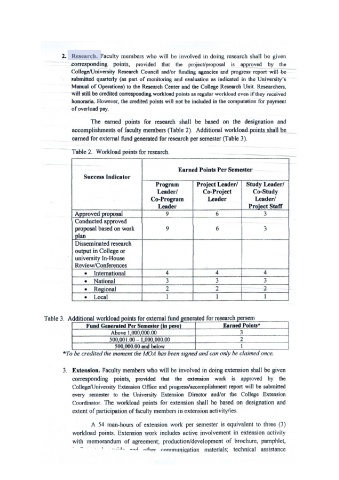 2. Research. Faculty members who will be involved in doing research shall be given
corresponding points, provided that the project/proposal is approved by the
College/University Research Council and/or funding agencies and progress report will be
submitted quarterly (as part of monitoring and evaluation as indicated in the University's
Manual of Operations) to the Research Center and the College Research Unit. Researchers,
will still be credited corresponding workload points as regular workload even if they received
honoraria. However, the credited points will not be included in the computation for payment
of overload pay.
The earned points for research shall be based on the designation and
accomplishments of faculty members (Table 2). Additional workload points shall be
earned for external fund generated for research per semester (Table 3).
Table 2. Workload points for research.
Success Indicator
Earned Points Per Semester
Program Leader/ Co-Program Leader
Project Leader/ Co-Project Leader
Study Leader/ Co-Study Leader/ Project Staff
Approved proposal 9 6 3
Conducted approved proposal based on work plan 9 6 3
Disseminated research output in College or university In-House Review/Conferences
• International 4 4 4
• National 3 3 3
• Regional 2 2 2
• Local 1 1 1
Table 3. Additional workload points for external fund generated for research persem
Fund Generated Per Semester (in peso) Earned Points*
Above 1,000,000.00 3
500,001.00 – 1,000,000.00 2
500,000.00 and below 1
*To be credited the moment the MOA has been signed and can only be claimed once.
3. Extension. Faculty members who will be involved in doing extension shall be given
corresponding points, provided that the extension work is approved by the
College/University Extension Office and progress/accomplishment report will be submitted
every semester to the University Extension Director and/or the College Extension
Coordinator. The workload points for extension shall be based on designation and
extent of participation of faculty members in extension activity/ies
A 54 man-hours of extension work per semester is equivalent to three (3)
workload points. Extension work includes active involvement in extension activity
with memorandum of agreement; production/development of brochure, pamphlet,
and other communication materials; technical assistance